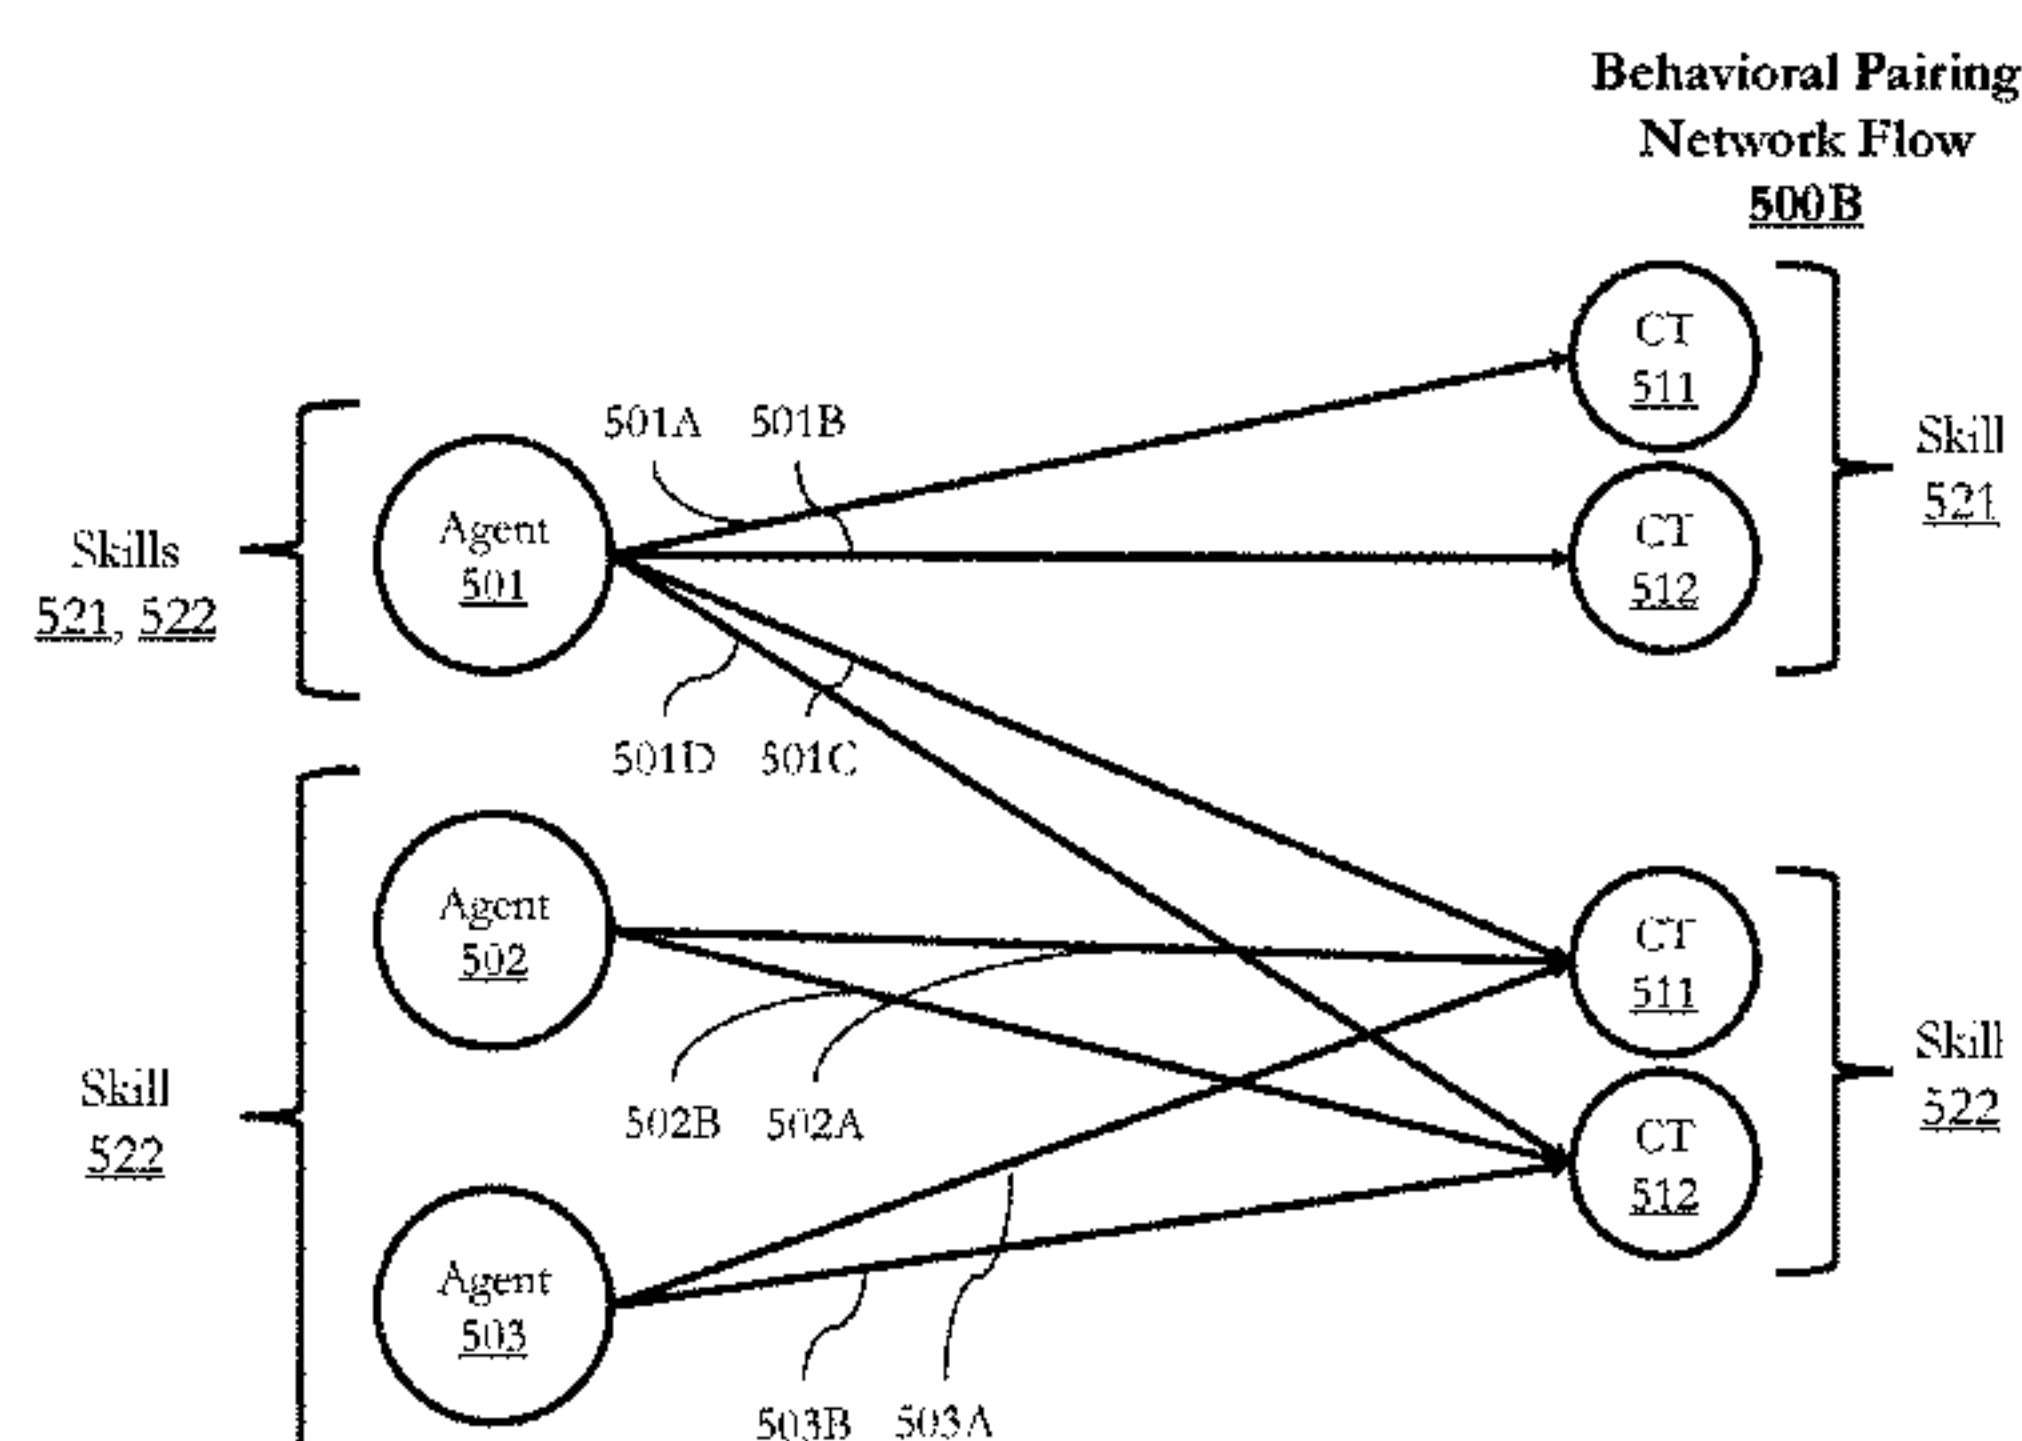 Behavioral Pairing
Network Flow
500B
CT
511
501A 501B
Skill
521
Agent
501
CT
512
Skills
521, 522
501D 501C
Agent
502
CT
511
Skill
522
Skill
522
502B 502A
CT
512
Agent
503
503B 503A